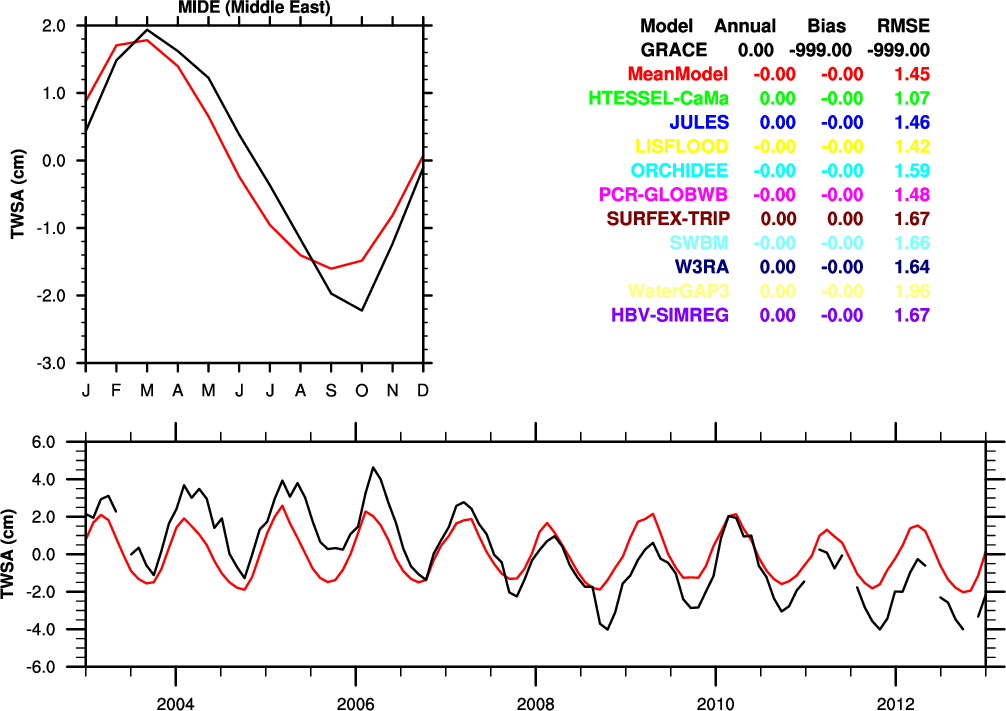 MIDE (Middle East)
2.0
1.0
0.0
-1.0
-2.0
-3.0
TWSA (cm)
J F M A M J J A S O N D
Model Annual Bias RMSE
GRACE 0.00 -999.00 -999.00
MeanModel -0.00 -0.00 1.45
HTESSEL-CaMa 0.00 -0.00 1.07
JULES 0.00 -0.00 1.46
LISFLOOD -0.00 -0.00 1.42
ORCHIDEE -0.00 -0.00 1.59
PCR-GLOBWB -0.00 -0.00 1.48
SURFEX-TRIP 0.00 0.00 1.67
SWBM -0.00 -0.00 1.66
W3RA 0.00 -0.00 1.64
WaterGAP3 0.00 -0.00 1.96
HBV-SIMREG 0.00 -0.00 1.67
6.0
4.0
2.0
0.0
-2.0
-4.0
-6.0
TWSA (cm)
2004 2006 2008 2010 2012